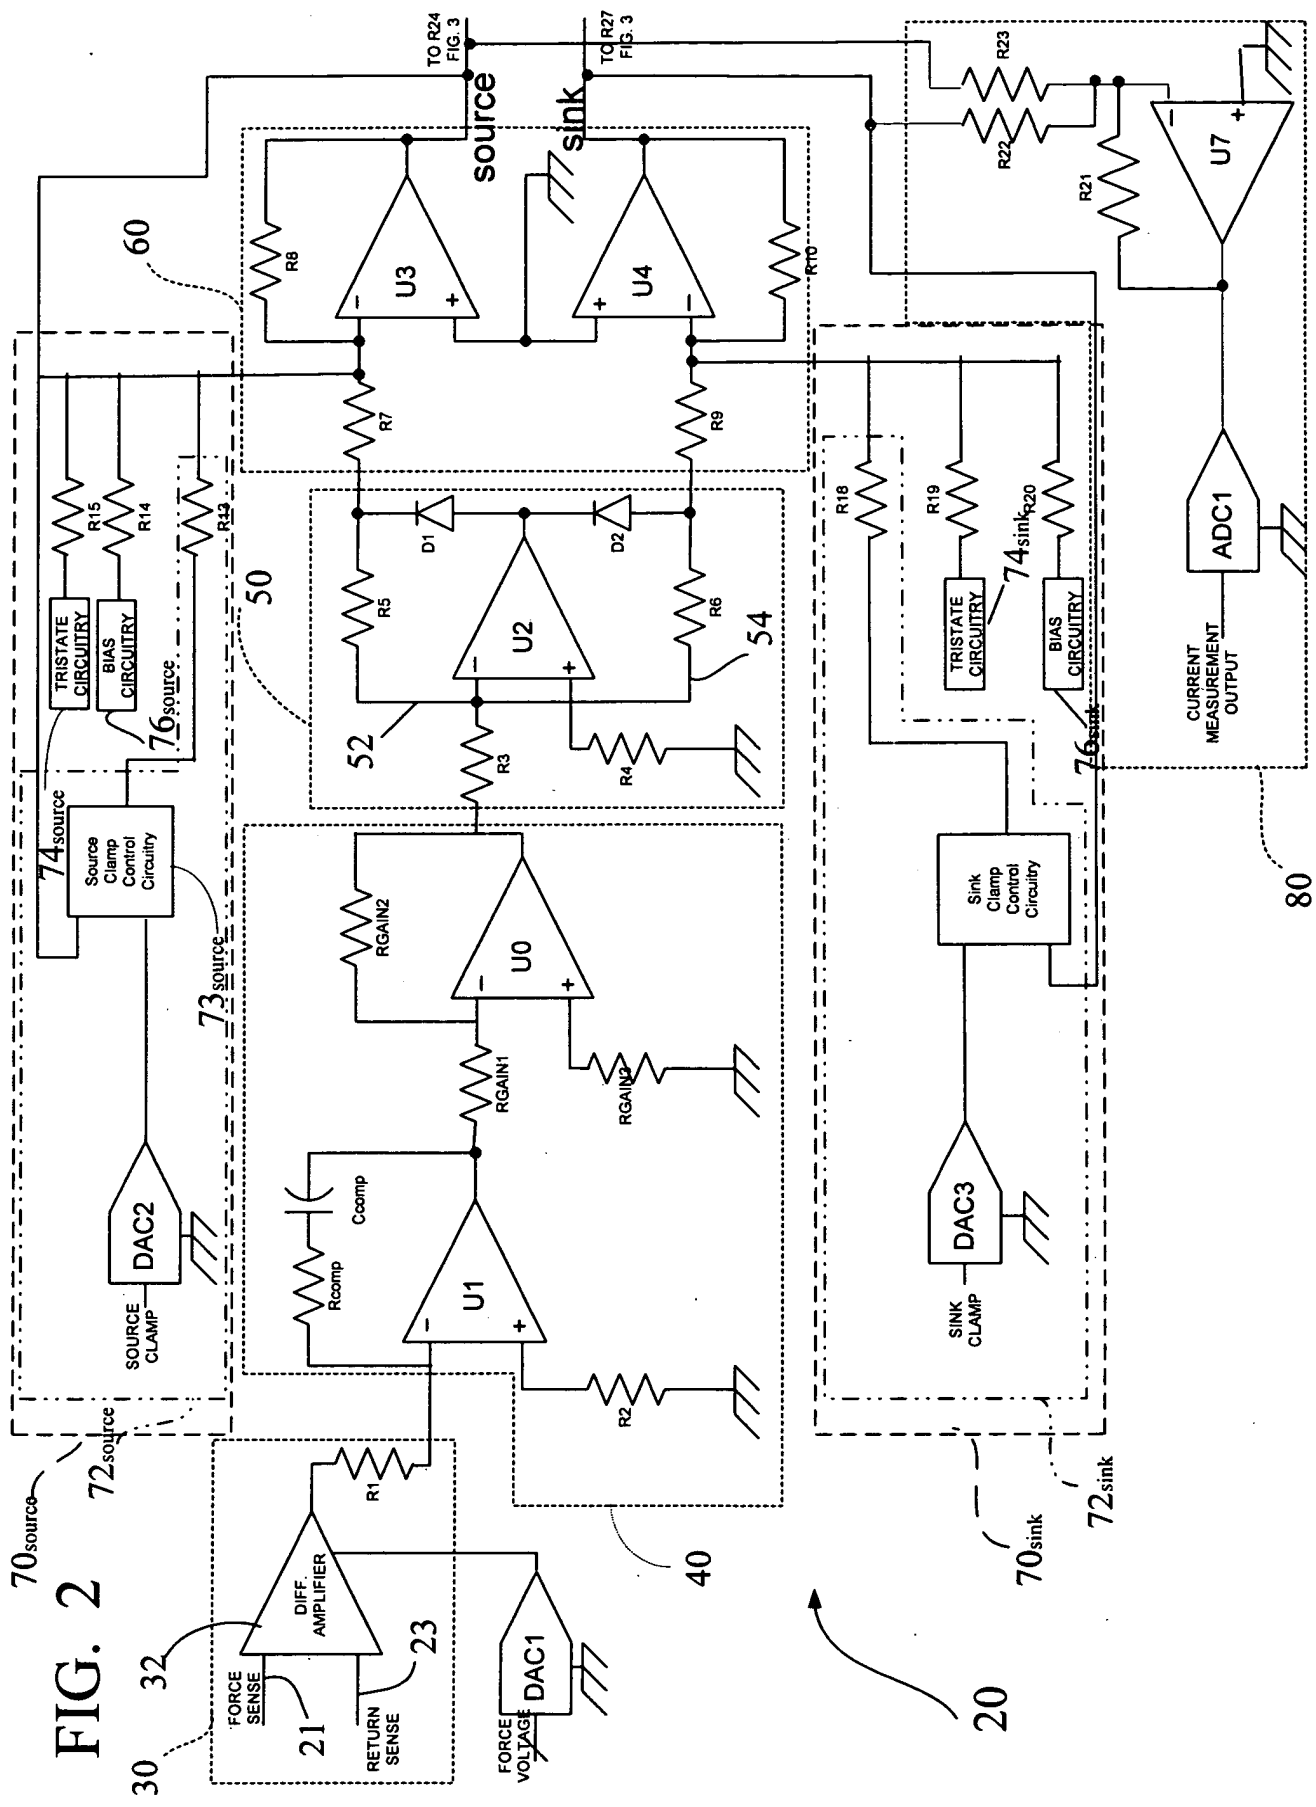 FIG. 2
70source
72source
SOURCE
CLAMP
DAC2
73source
Source
Clamp
Control
Circuitry
74source
76source
TRISTATE
CIRCUITRY
BIAS
CIRCUITRY
R15
R14
R13
30
32
FORCE
SENSE
21
RETURN
SENSE
23
DIFF.
AMPLIFIER
R1
FORCE
VOLTAGE
DAC1
40
Rcomp
Ccomp
U1
R2
RGAIN1
RGAIN2
RGAIN3
U0
50
52
54
R3
R4
R5
R6
U2
D1
D2
60
R7
R8
R9
R10
U3
U4
–
+
–
+
–
+
–
+
+
–
source
sink
TO R24
FIG. 3
TO R27
FIG. 3
20
70sink
72sink
SINK
CLAMP
DAC3
Sink
Clamp
Control
Circuitry
R18
R19
R20
74sink
76sink
TRISTATE
CIRCUITRY
BIAS
CIRCUITRY
80
CURRENT
MEASUREMENT
OUTPUT
ADC1
R21
R22
R23
U7
–
+